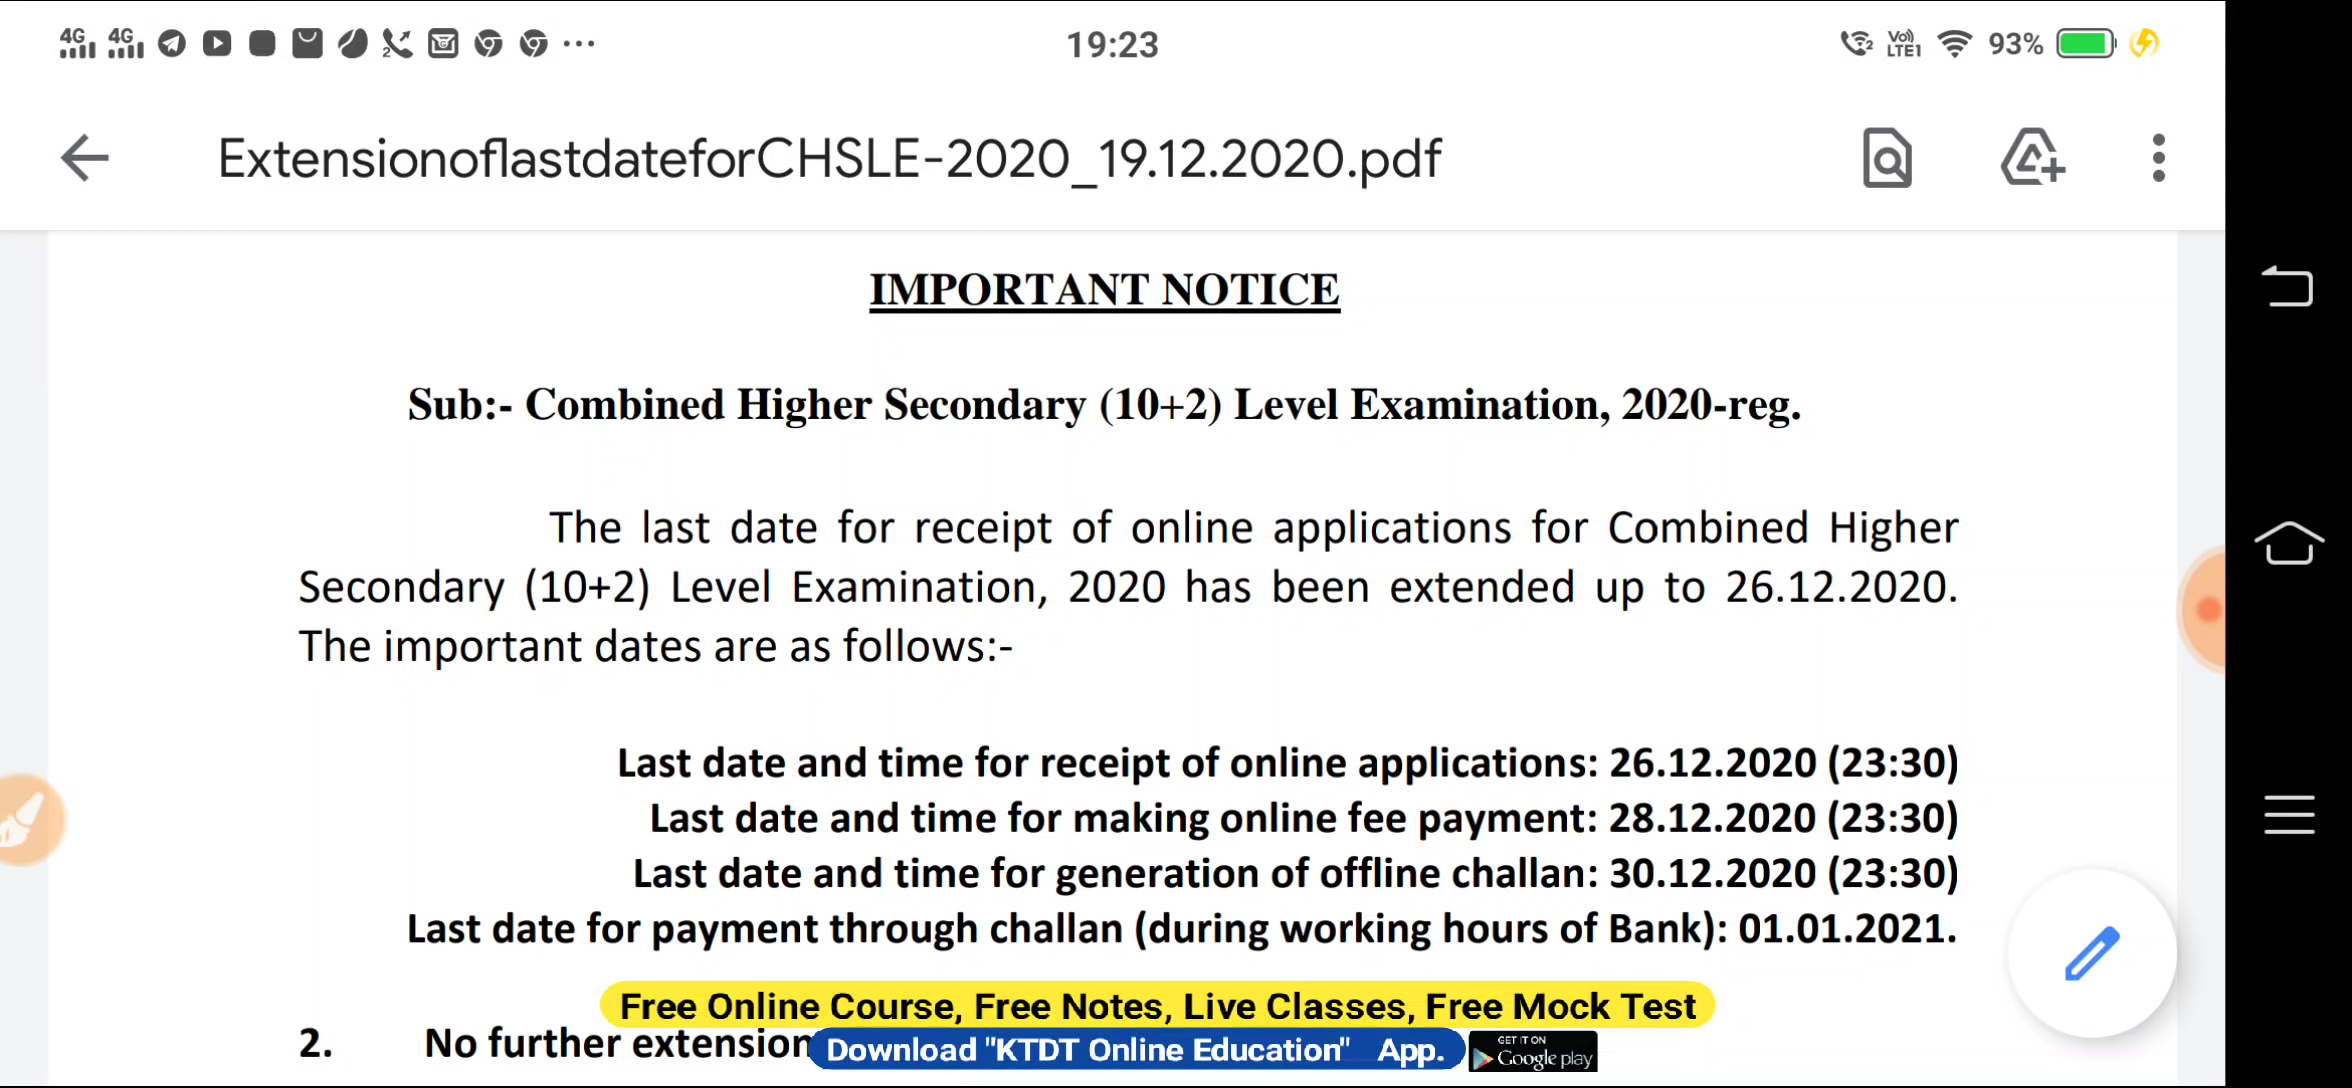 4G 4G 19:23 2 Vo) LTE1 93%
ExtensionoflastdateforCHSLE-2020_19.12.2020.pdf
IMPORTANT NOTICE
Sub:- Combined Higher Secondary (10+2) Level Examination, 2020-reg.
The last date for receipt of online applications for Combined Higher
Secondary (10+2) Level Examination, 2020 has been extended up to 26.12.2020.
The important dates are as follows:-
Last date and time for receipt of online applications: 26.12.2020 (23:30)
Last date and time for making online fee payment: 28.12.2020 (23:30)
Last date and time for generation of offline challan: 30.12.2020 (23:30)
Last date for payment through challan (during working hours of Bank): 01.01.2021.
Free Online Course, Free Notes, Live Classes, Free Mock Test
2. No further extension
Download "KTDT Online Education" App.
GET IT ON
Google play